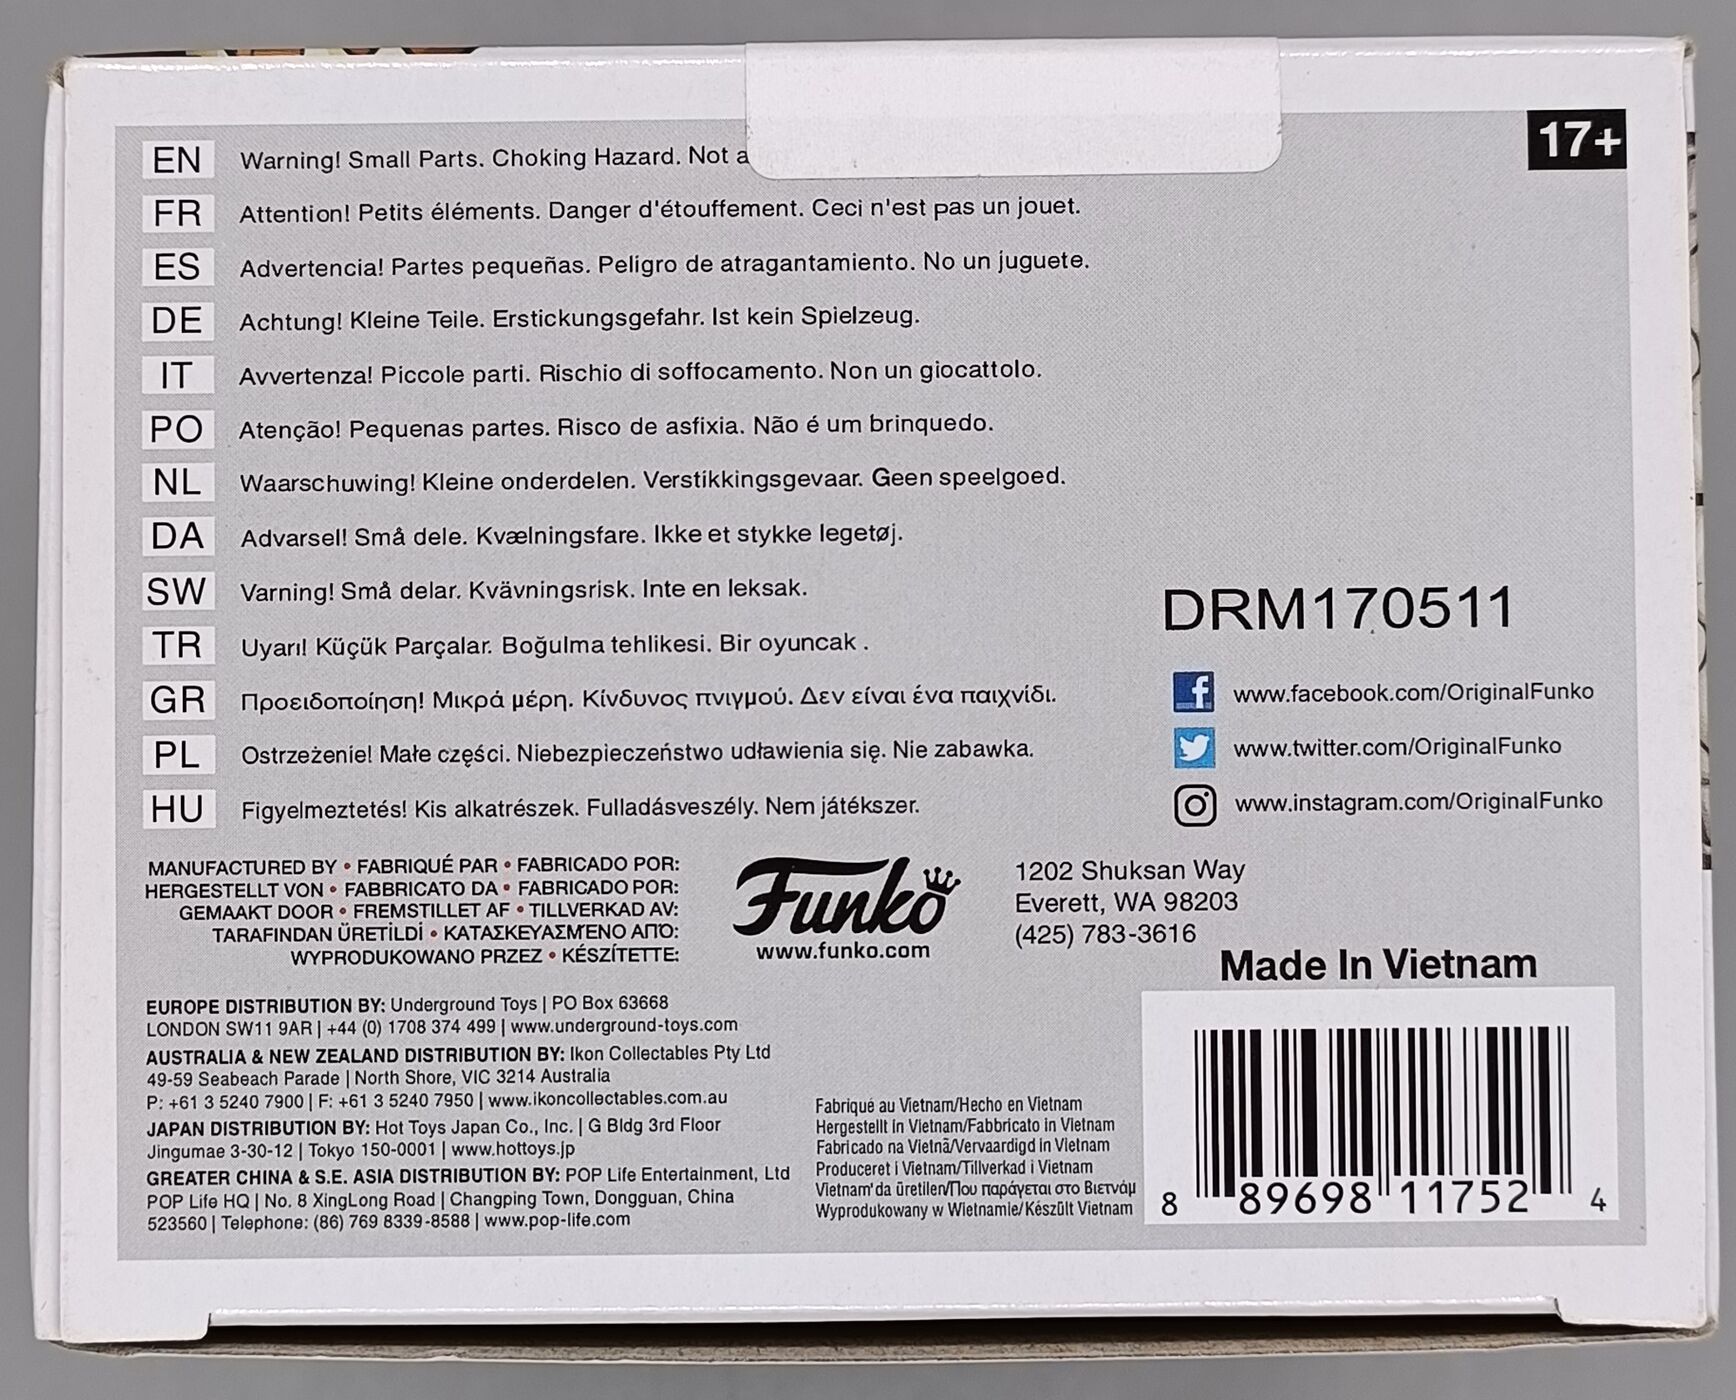 17+
EN Warning! Small Parts. Choking Hazard. Not a
FR Attention! Petits éléments. Danger d'étouffement. Ceci n'est pas un jouet.
ES Advertencia! Partes pequeñas. Peligro de atragantamiento. No un juguete.
DE Achtung! Kleine Teile. Erstickungsgefahr. Ist kein Spielzeug.
IT Avvertenza! Piccole parti. Rischio di soffocamento. Non un giocattolo.
PO Atenção! Pequenas partes. Risco de asfixia. Não é um brinquedo.
NL Waarschuwing! Kleine onderdelen. Verstikkingsgevaar. Geen speelgoed.
DA Advarsel! Små dele. Kvælningsfare. Ikke et stykke legetøj.
SW Varning! Små delar. Kvävningsrisk. Inte en leksak.
TR Uyarı! Küçük Parçalar. Boğulma tehlikesi. Bir oyuncak .
GR Προειδοποίηση! Μικρά μέρη. Κίνδυνος πνιγμού. Δεν είναι ένα παιχνίδι.
PL Ostrzeżenie! Małe części. Niebezpieczeństwo udławienia się. Nie zabawka.
HU Figyelmeztetés! Kis alkatrészek. Fulladásveszély. Nem játékszer.
DRM170511
www.facebook.com/OriginalFunko
www.twitter.com/OriginalFunko
www.instagram.com/OriginalFunko
MANUFACTURED BY • FABRIQUÉ PAR • FABRICADO POR:
HERGESTELLT VON • FABBRICATO DA • FABRICADO POR:
GEMAAKT DOOR • FREMSTILLET AF • TILLVERKAD AV:
TARAFINDAN ÜRETİLDİ • ΚΑΤΑΣΚΕΥΑΣΜΈΝΟ ΑΠΌ:
WYPRODUKOWANO PRZEZ • KÉSZÍTETTE:
Funko
www.funko.com
1202 Shuksan Way
Everett, WA 98203
(425) 783-3616
Made In Vietnam
EUROPE DISTRIBUTION BY: Underground Toys | PO Box 63668
LONDON SW11 9AR | +44 (0) 1708 374 499 | www.underground-toys.com
AUSTRALIA & NEW ZEALAND DISTRIBUTION BY: Ikon Collectables Pty Ltd
49-59 Seabeach Parade | North Shore, VIC 3214 Australia
P: +61 3 5240 7900 | F: +61 3 5240 7950 | www.ikoncollectables.com.au
JAPAN DISTRIBUTION BY: Hot Toys Japan Co., Inc. | G Bldg 3rd Floor
Jingumae 3-30-12 | Tokyo 150-0001 | www.hottoys.jp
GREATER CHINA & S.E. ASIA DISTRIBUTION BY: POP Life Entertainment, Ltd
POP Life HQ | No. 8 XingLong Road | Changping Town, Dongguan, China
523560 | Telephone: (86) 769 8339-8588 | www.pop-life.com
Fabriqué au Vietnam/Hecho en Vietnam
Hergestellt in Vietnam/Fabbricato in Vietnam
Fabricado na Vietnã/Vervaardigd in Vietnam
Produceret i Vietnam/Tillverkad i Vietnam
Vietnam'da üretilen/Που παράγεται στο Βιετνάμ
Wyprodukowany w Wietnamie/Készült Vietnam
8 89698 11752 4